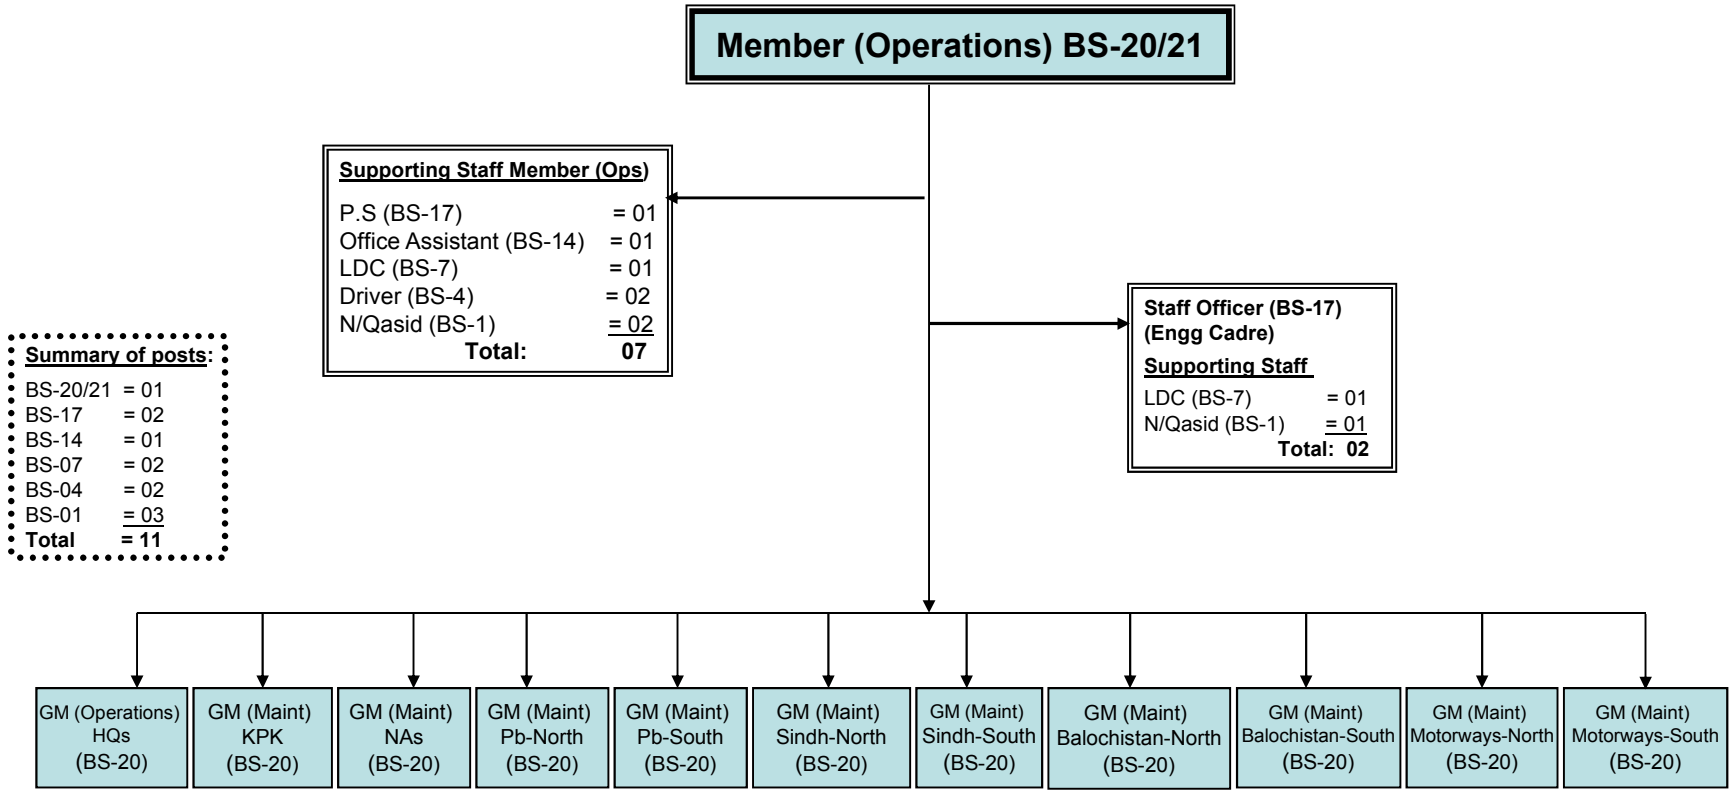 Member (Operations) BS-20/21
Supporting Staff Member (Ops)
P.S (BS-17) = 01
Office Assistant (BS-14) = 01
LDC (BS-7) = 01
Driver (BS-4) = 02
N/Qasid (BS-1) = 02
Total: 07
Staff Officer (BS-17)
(Engg Cadre)
Supporting Staff
LDC (BS-7) = 01
N/Qasid (BS-1) = 01
Total: 02
Summary of posts:
BS-20/21 = 01
BS-17 = 02
BS-14 = 01
BS-07 = 02
BS-04 = 02
BS-01 = 03
Total = 11
GM (Operations)
HQs
(BS-20)
GM (Maint)
KPK
(BS-20)
GM (Maint)
NAs
(BS-20)
GM (Maint)
Pb-North
(BS-20)
GM (Maint)
Pb-South
(BS-20)
GM (Maint)
Sindh-North
(BS-20)
GM (Maint)
Sindh-South
(BS-20)
GM (Maint)
Balochistan-North
(BS-20)
GM (Maint)
Balochistan-South
(BS-20)
GM (Maint)
Motorways-North
(BS-20)
GM (Maint)
Motorways-South
(BS-20)